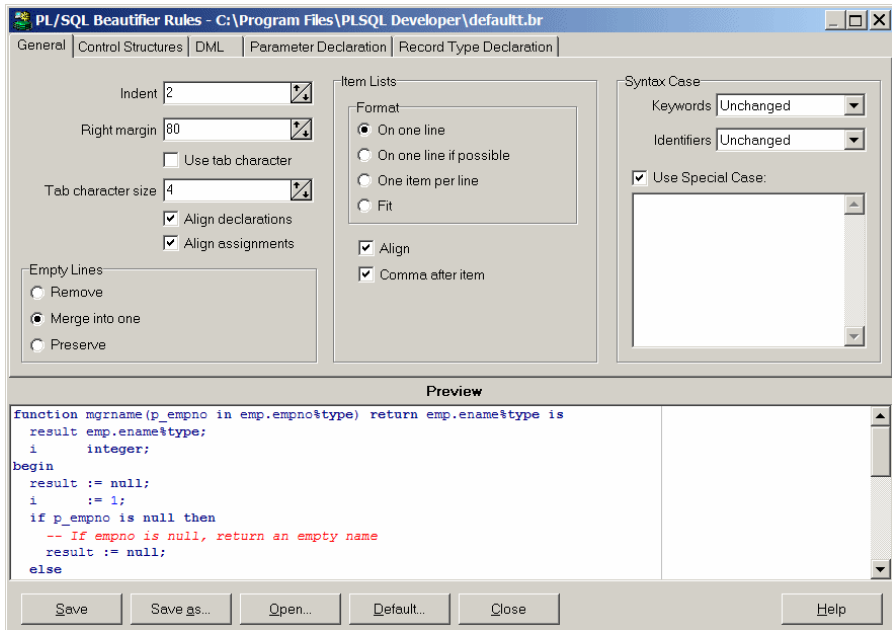 PL/SQL Beautifier Rules - C:\Program Files\PLSQL Developer\defaultt.br
General Control Structures DML Parameter Declaration Record Type Declaration
Indent 2
Right margin 80
Use tab character
Tab character size 4
Align declarations
Align assignments
Empty Lines
Remove
Merge into one
Preserve
Item Lists
Format
On one line
On one line if possible
One item per line
Fit
Align
Comma after item
Syntax Case
Keywords Unchanged
Identifiers Unchanged
Use Special Case:
Preview
function mgrname(p_empno in emp.empno%type) return emp.ename%type is
  result emp.ename%type;
  i      integer;
begin
  result := null;
  i      := 1;
  if p_empno is null then
    -- If empno is null, return an empty name
    result := null;
  else
Save Save as... Open... Default... Close Help